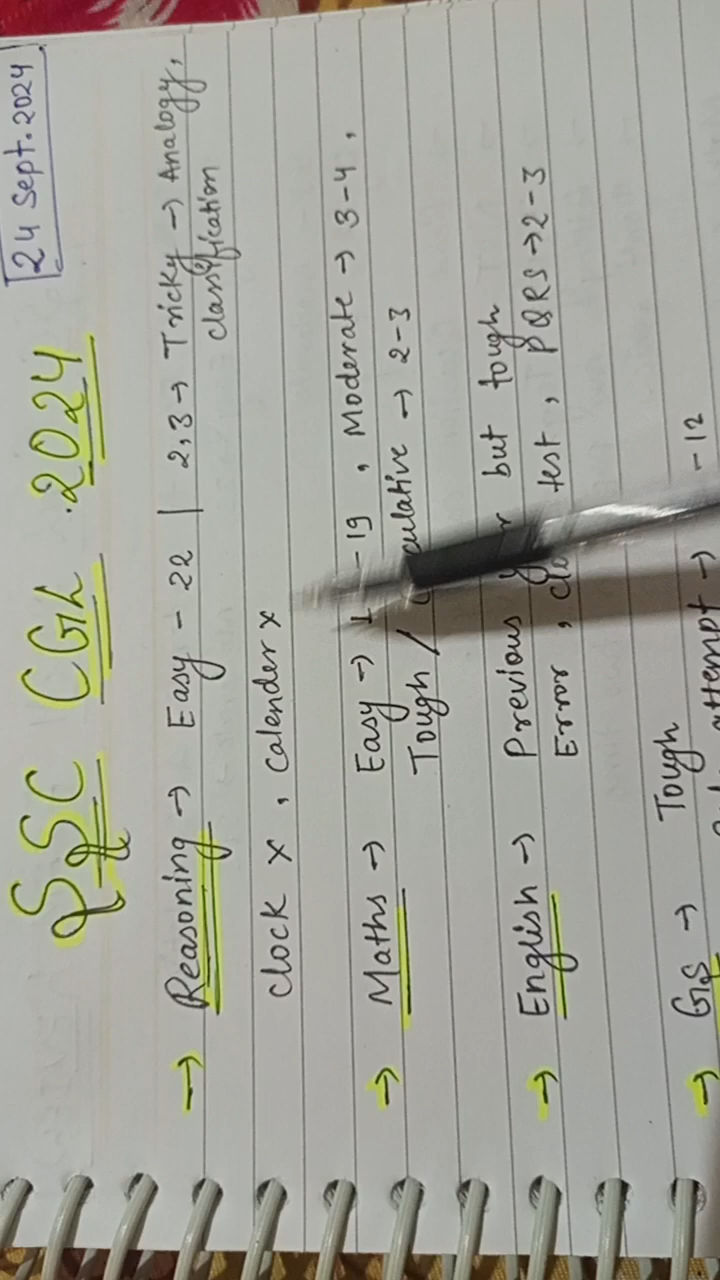 24 Sept. 2024
SSC CGL 2024
→ Reasoning → Easy - 22 | 2,3 → Tricky → Analogy,
classification
clock x, calender x
→ Maths → Easy → - 19, Moderate → 3-4,
Tough / → 2-3
→ English → Previous but tough
Error, test, PQRS → 2-3
→ GS → Tough
attempt → - 12